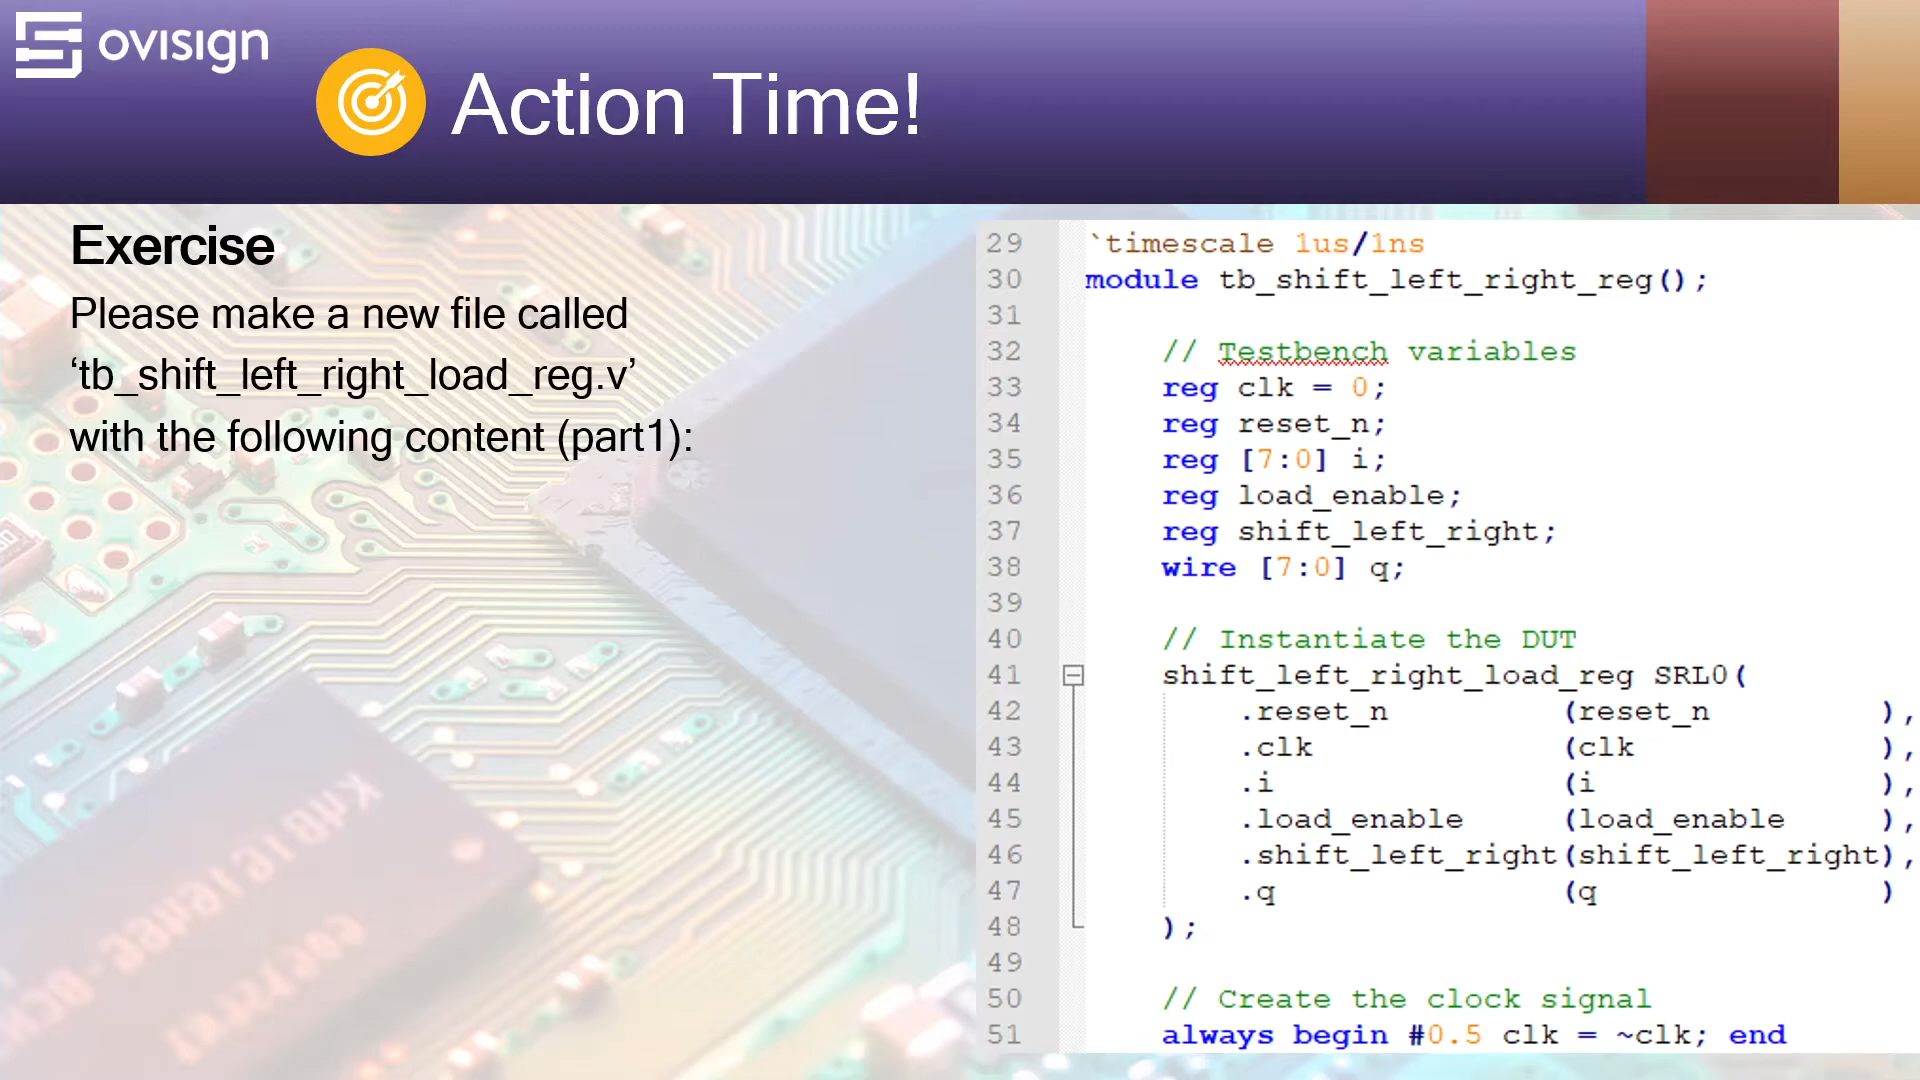 ovisign
Action Time!
Exercise
Please make a new file called
‘tb_shift_left_right_load_reg.v’
with the following content (part1):
29 `timescale 1us/1ns
30 module tb_shift_left_right_reg();
31
32 // Testbench variables
33 reg clk = 0;
34 reg reset_n;
35 reg [7:0] i;
36 reg load_enable;
37 reg shift_left_right;
38 wire [7:0] q;
39
40 // Instantiate the DUT
41 shift_left_right_load_reg SRL0(
42 .reset_n (reset_n ),
43 .clk (clk ),
44 .i (i ),
45 .load_enable (load_enable ),
46 .shift_left_right(shift_left_right),
47 .q (q )
48 );
49
50 // Create the clock signal
51 always begin #0.5 clk = ~clk; end